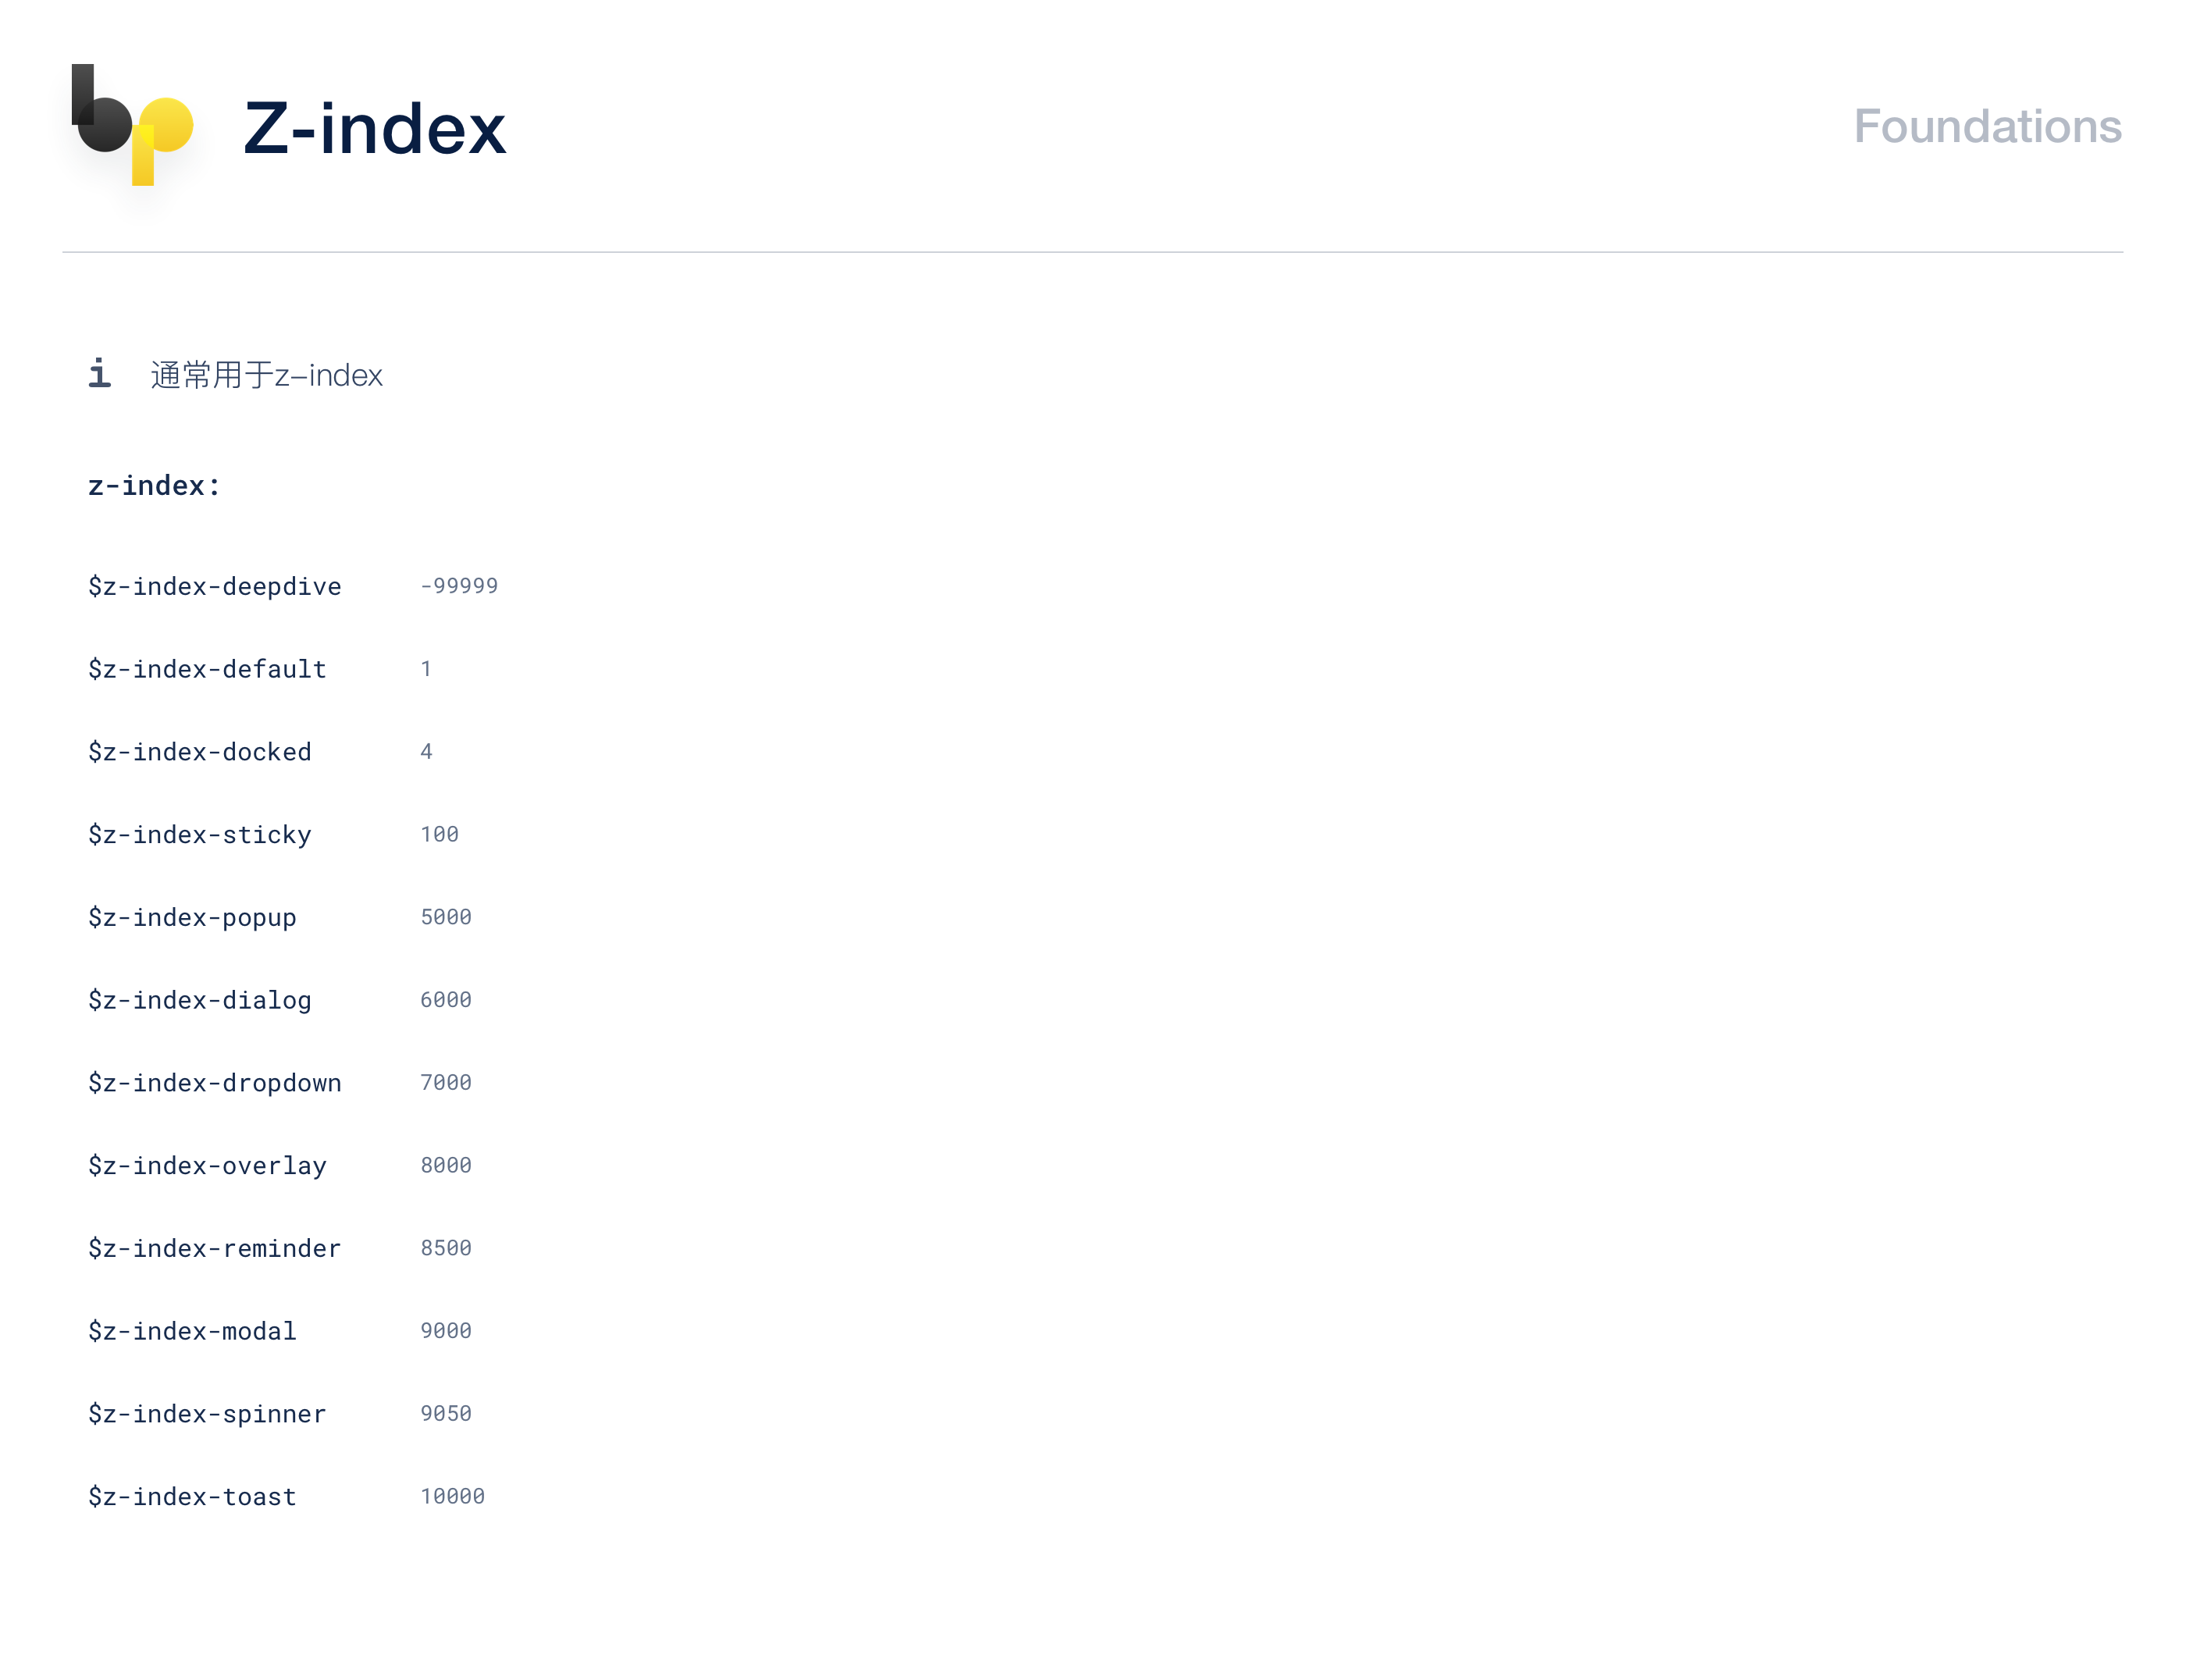 bp
Z-index
Foundations
i 通常用于z-index
z-index:
$z-index-deepdive -99999
$z-index-default 1
$z-index-docked 4
$z-index-sticky 100
$z-index-popup 5000
$z-index-dialog 6000
$z-index-dropdown 7000
$z-index-overlay 8000
$z-index-reminder 8500
$z-index-modal 9000
$z-index-spinner 9050
$z-index-toast 10000